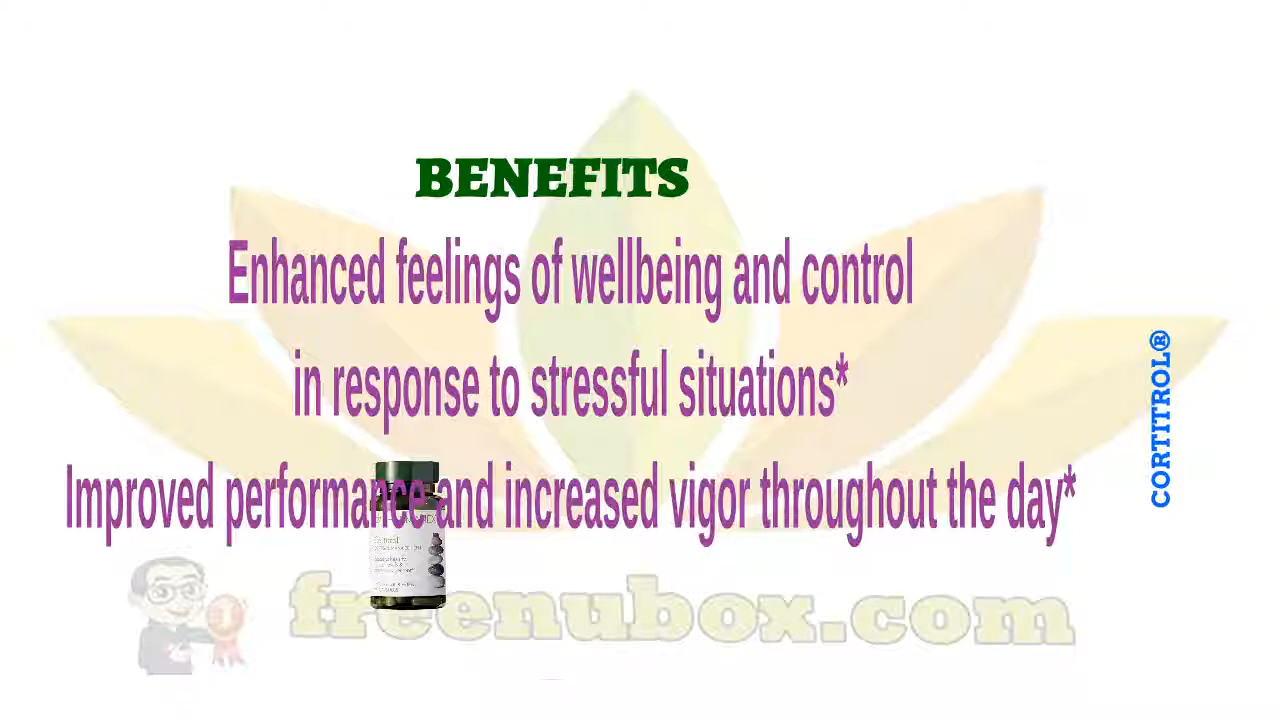 BENEFITS
Enhanced feelings of wellbeing and control
in response to stressful situations*
Improved performance and increased vigor throughout the day*
CORTITROL®
freenubox.com